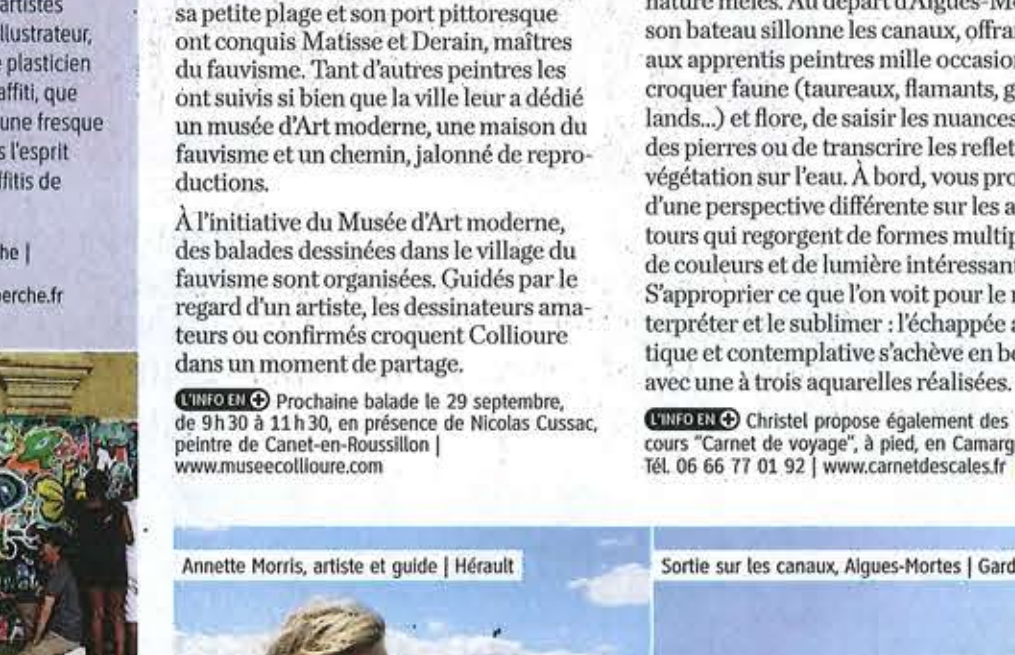 artistes
llustrateur,
plasticien
affiti, que
une fresque
s l'esprit
ffitis de
he |
erche.fr
sa petite plage et son port pittoresque
ont conquis Matisse et Derain, maîtres
du fauvisme. Tant d'autres peintres les
ont suivis si bien que la ville leur a dédié
un musée d'Art moderne, une maison du
fauvisme et un chemin, jalonné de repro-
ductions.
À l'initiative du Musée d'Art moderne,
des balades dessinées dans le village du
fauvisme sont organisées. Guidés par le
regard d'un artiste, les dessinateurs ama-
teurs ou confirmés croquent Collioure
dans un moment de partage.
L'INFO EN + Prochaine balade le 29 septembre,
de 9h30 à 11h30, en présence de Nicolas Cussac,
peintre de Canet-en-Roussillon |
www.museecollioure.com
nature mêlés. Au départ d'Aigues-Mo
son bateau sillonne les canaux, offra
aux apprentis peintres mille occasion
croquer faune (taureaux, flamants, g
lands...) et flore, de saisir les nuances
des pierres ou de transcrire les reflet
végétation sur l'eau. À bord, vous pro
d'une perspective différente sur les a
tours qui regorgent de formes multip
de couleurs et de lumière intéressant
S'approprier ce que l'on voit pour le r
terpréter et le sublimer : l'échappée a
tique et contemplative s'achève en be
avec une à trois aquarelles réalisées.
L'INFO EN + Christel propose également des
cours "Carnet de voyage", à pied, en Camarg
Tél. 06 66 77 01 92 | www.carnetdescales.fr
Annette Morris, artiste et guide | Hérault
Sortie sur les canaux, Aigues-Mortes | Gard